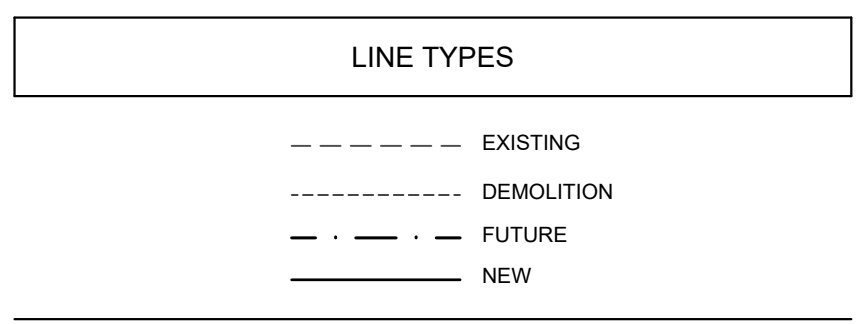 LINE TYPES
EXISTING
DEMOLITION
FUTURE
NEW